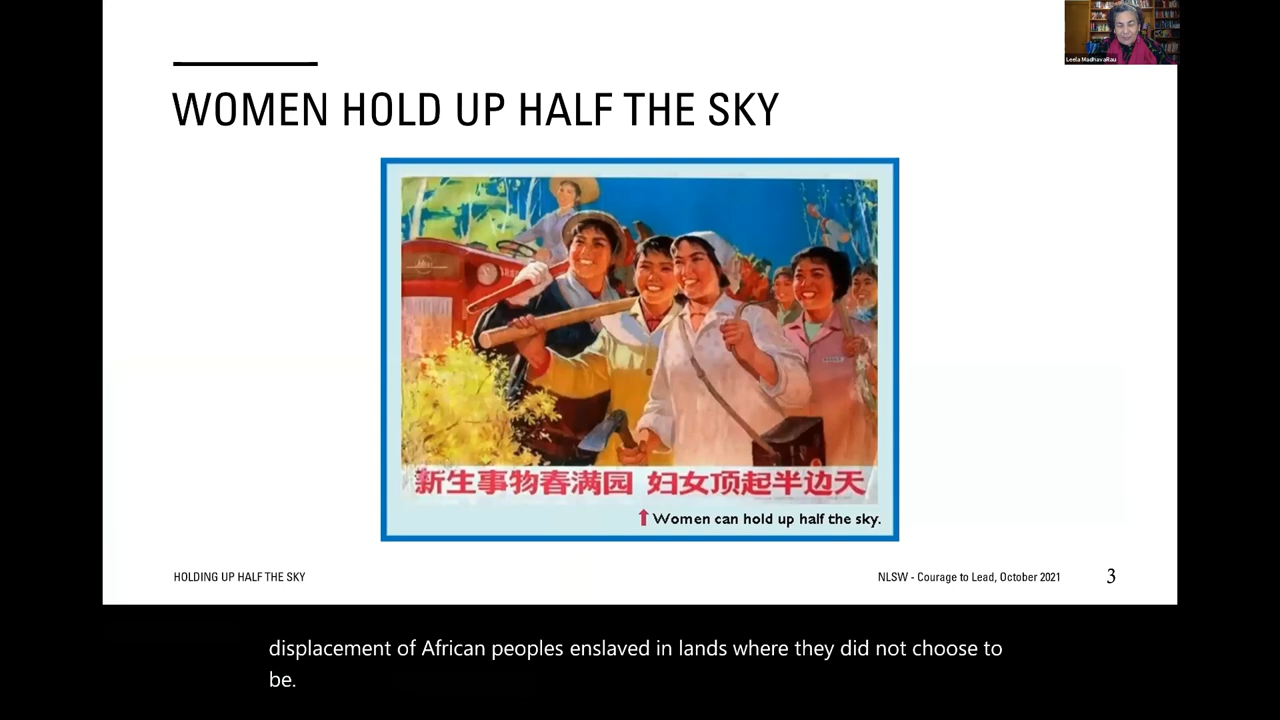 Leela MadhavaRau
WOMEN HOLD UP HALF THE SKY
新生事物春满园 妇女顶起半边天
Women can hold up half the sky.
HOLDING UP HALF THE SKY
NLSW - Courage to Lead, October 2021
3
displacement of African peoples enslaved in lands where they did not choose to
be.